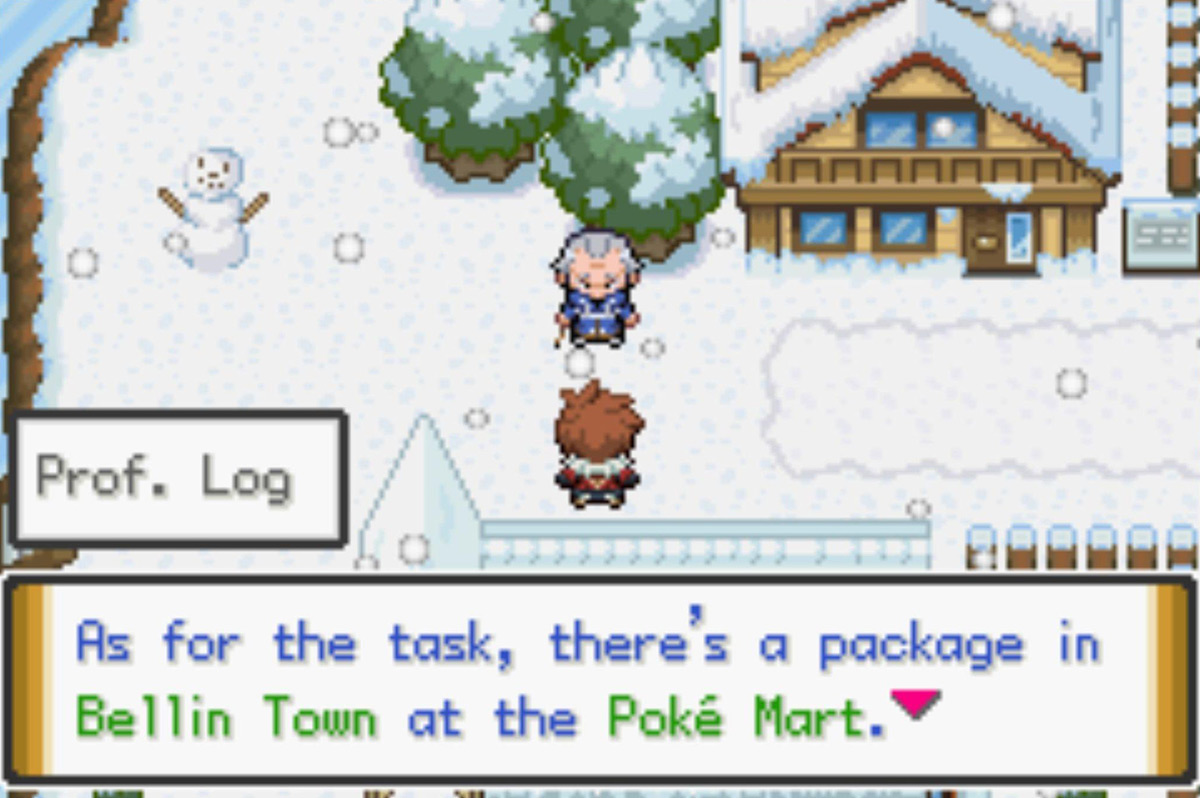 Prof. Log
As for the task, there's a package in
Bellin Town at the Poké Mart.